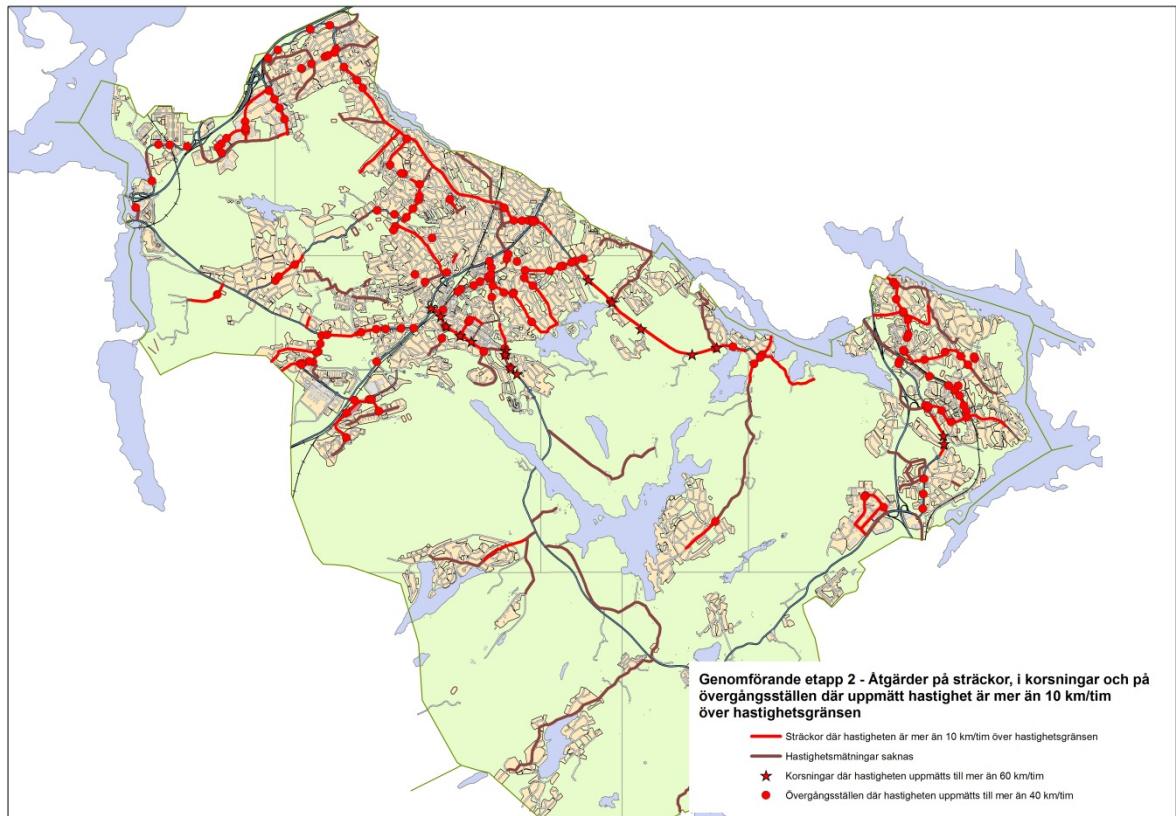 Genomförande etapp 2 - Åtgärder på sträckor, i korsningar och på
övergångsställen där uppmätt hastighet är mer än 10 km/tim
över hastighetsgränsen
Sträckor där hastigheten är mer än 10 km/tim över hastighetsgränsen
Hastighetsmätningar saknas
Korsningar där hastigheten uppmätts till mer än 60 km/tim
Övergångsställen där hastigheten uppmätts till mer än 40 km/tim